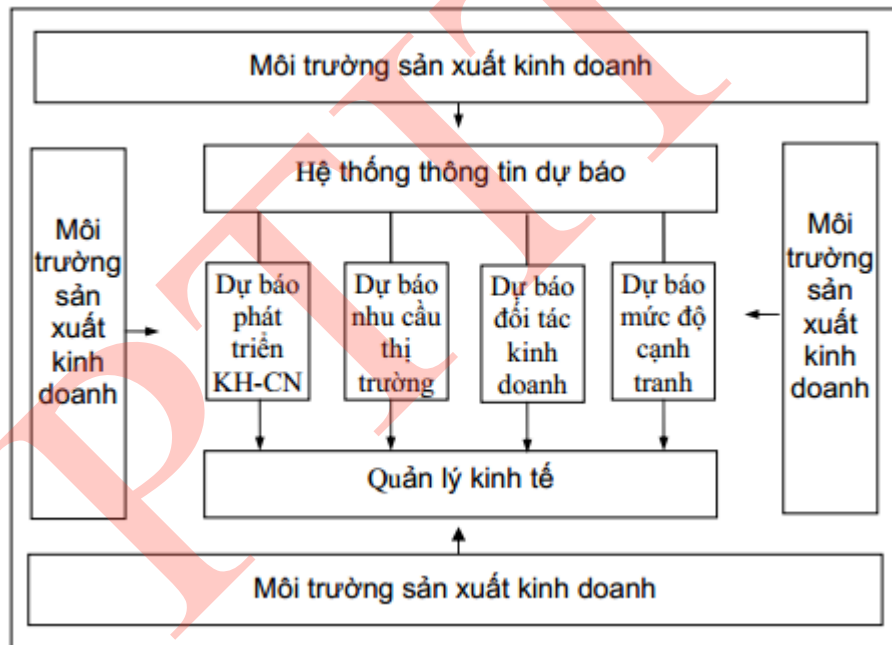 Môi trường sản xuất kinh doanh
Hệ thống thông tin dự báo
Môi
trường
sản
xuất
kinh
doanh
Dự báo
phát
triển
KH-CN
Dự báo
nhu cầu
thị
trường
Dự báo
đối tác
kinh
doanh
Dự báo
mức độ
cạnh
tranh
Môi
trường
sản
xuất
kinh
doanh
Quản lý kinh tế
Môi trường sản xuất kinh doanh
PTIT